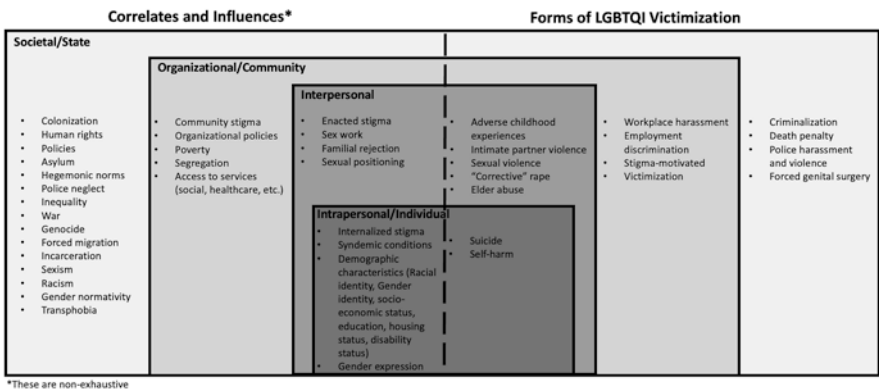 Correlates and Influences*
Forms of LGBTQI Victimization
Societal/State
Organizational/Community
Interpersonal
• Colonization
• Human rights
• Policies
• Asylum
• Hegemonic norms
• Police neglect
• Inequality
• War
• Genocide
• Forced migration
• Incarceration
• Sexism
• Racism
• Gender normativity
• Transphobia
• Community stigma
• Organizational policies
• Poverty
• Segregation
• Access to services
(social, healthcare, etc.)
• Enacted stigma
• Sex work
• Familial rejection
• Sexual positioning
• Adverse childhood
experiences
• Intimate partner violence
• Sexual violence
• "Corrective" rape
• Elder abuse
• Workplace harassment
• Employment
discrimination
• Stigma-motivated
• Victimization
• Criminalization
• Death penalty
• Police harassment
and violence
• Forced genital surgery
Intrapersonal/Individual
• Internalized stigma
• Syndemic conditions
• Demographic
characteristics (Racial
identity, Gender
identity, socio-
economic status,
education, housing
status, disability
status)
• Gender expression
• Suicide
• Self-harm
*These are non-exhaustive